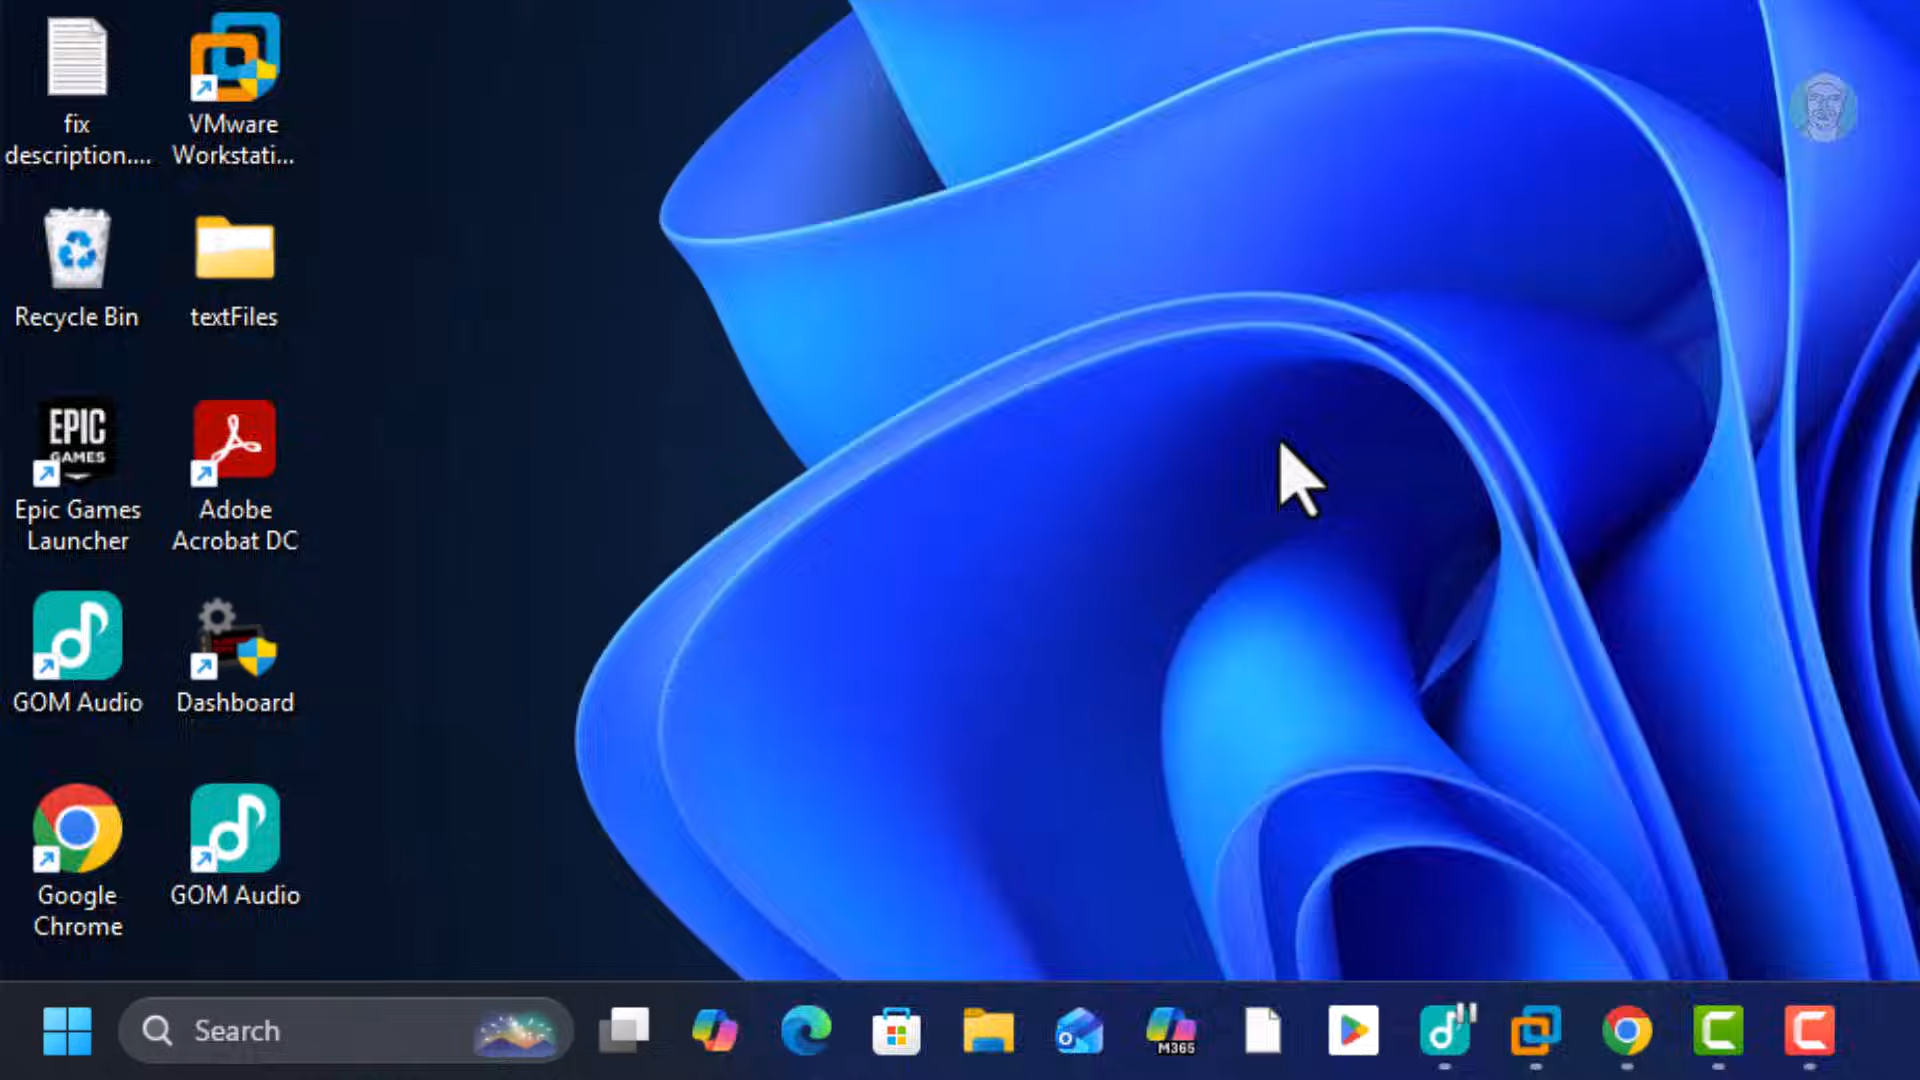 fix
description....
VMware
Workstati...
Recycle Bin
textFiles
EPIC
GAMES
Epic Games
Launcher
Adobe
Acrobat DC
GOM Audio
Dashboard
Google
Chrome
GOM Audio
Search
M365